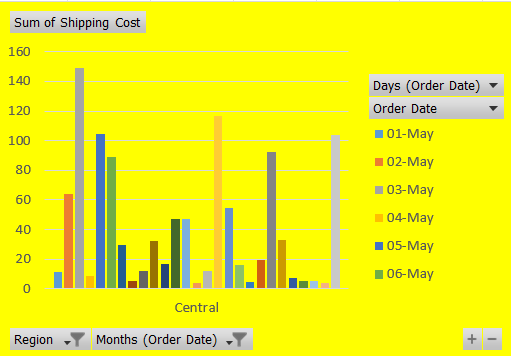 Sum of Shipping Cost
160
140
120
100
80
60
40
20
0
Central
Days (Order Date)
Order Date
01-May
02-May
03-May
04-May
05-May
06-May
Region Months (Order Date)
+ −